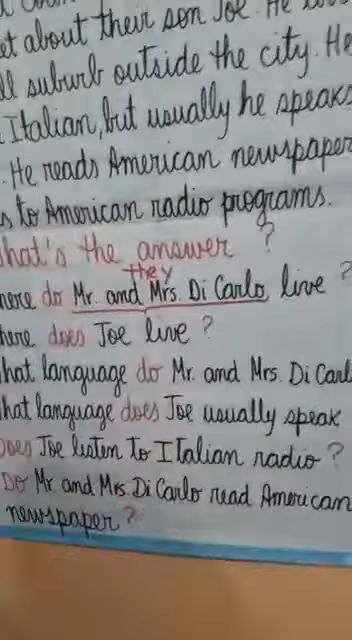 et about their son Joe. He
ll suburb outside the city. He
Italian, but usually he speaks
. He reads American newspaper
s to American radio programs.
hat's the answer ?
they
here do Mr. and Mrs. Di Carlo live ?
here does Joe live ?
hat language do Mr. and Mrs. Di Carl
hat language does Joe usually speak
Does Joe listen to Italian radio ?
Do Mr. and Mrs. Di Carlo read American
newspaper ?